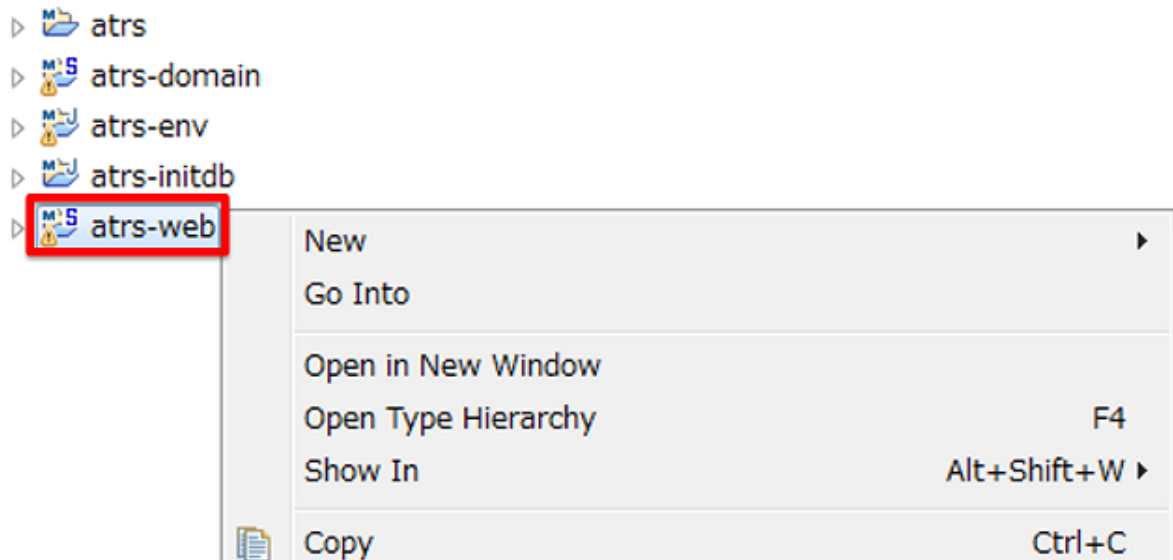 atrs
atrs-domain
atrs-env
atrs-initdb
atrs-web
New
Go Into
Open in New Window
Open Type Hierarchy F4
Show In Alt+Shift+W
Copy Ctrl+C